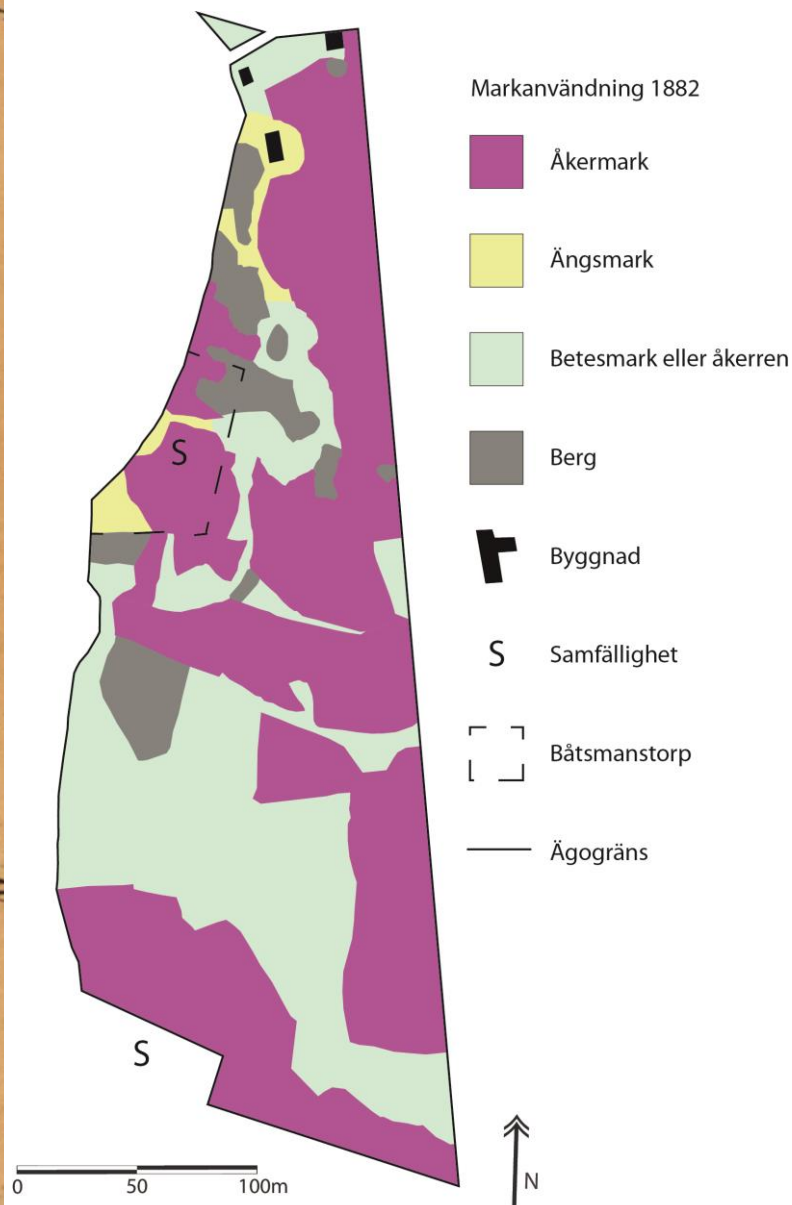 Markanvändning 1882
Åkermark
Ängsmark
Betesmark eller åkerren
Berg
Byggnad
S Samfällighet
Båtsmanstorp
Ägogräns
S
S
0 50 100m
N